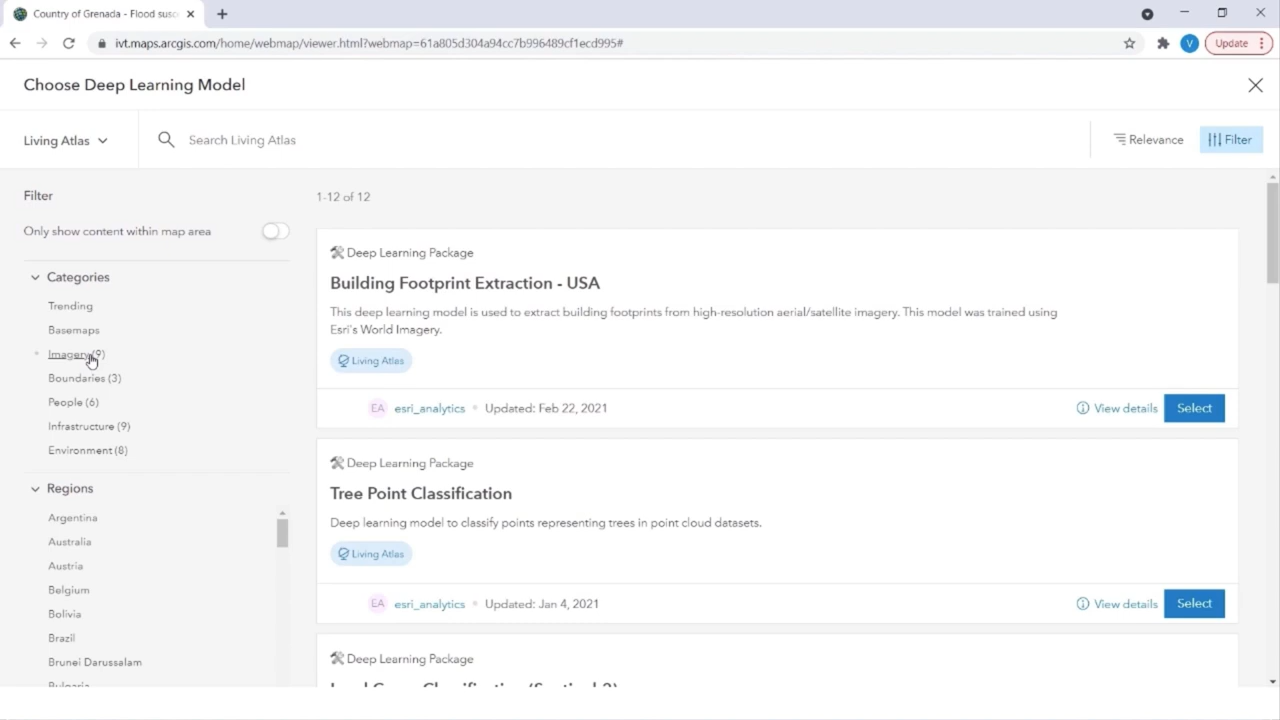 Country of Grenada - Flood susc
ivt.maps.arcgis.com/home/webmap/viewer.html?webmap=61a805d304a94cc7b996489cf1ecd995#
V
Update
Choose Deep Learning Model
Living Atlas
Search Living Atlas
Relevance
Filter
Filter
1-12 of 12
Only show content within map area
Categories
Trending
Basemaps
Imagery (9)
Boundaries (3)
People (6)
Infrastructure (9)
Environment (8)
Regions
Argentina
Australia
Austria
Belgium
Bolivia
Brazil
Brunei Darussalam
Bulgaria
Deep Learning Package
Building Footprint Extraction - USA
This deep learning model is used to extract building footprints from high-resolution aerial/satellite imagery. This model was trained using
Esri's World Imagery.
Living Atlas
EA esri_analytics Updated: Feb 22, 2021
View details
Select
Deep Learning Package
Tree Point Classification
Deep learning model to classify points representing trees in point cloud datasets.
Living Atlas
EA esri_analytics Updated: Jan 4, 2021
View details
Select
Deep Learning Package
Land Cover Classification (Sentinel-2)